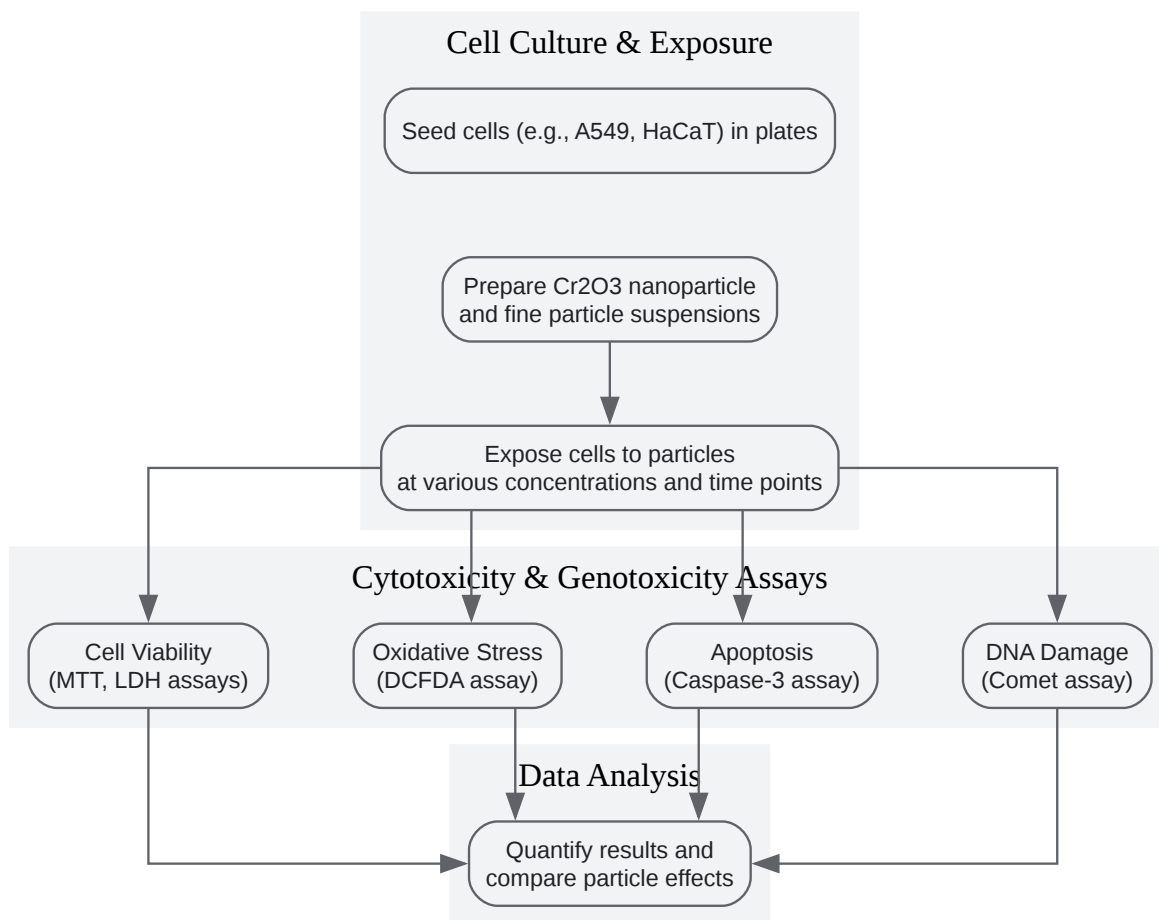 Cell Culture & Exposure
Seed cells (e.g., A549, HaCaT) in plates
Prepare Cr2O3 nanoparticle
and fine particle suspensions
Expose cells to particles
at various concentrations and time points
Cytotoxicity & Genotoxicity Assays
Cell Viability
(MTT, LDH assays)
Oxidative Stress
(DCFDA assay)
Apoptosis
(Caspase-3 assay)
DNA Damage
(Comet assay)
Data Analysis
Quantify results and
compare particle effects